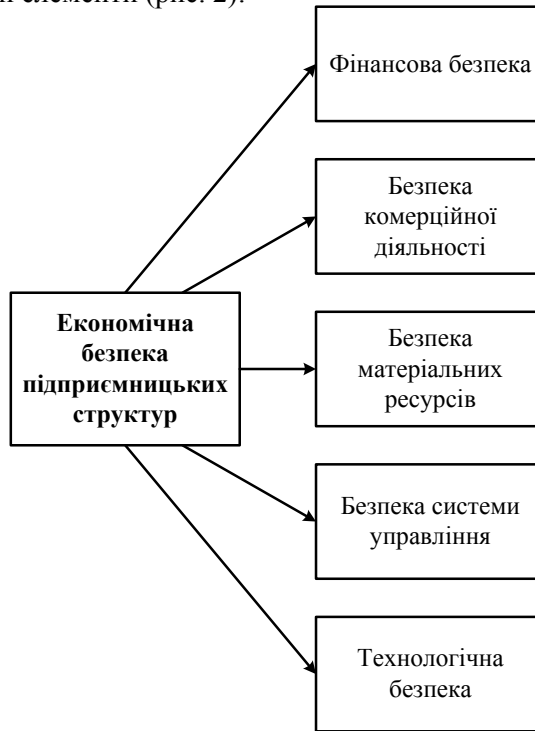 елементи (рис. 2):
Фінансова безпека
Безпека
комерційної
діяльності
Економічна
безпека
підприємницьких
структур
Безпека
матеріальних
ресурсів
Безпека системи
управління
Технологічна
безпека